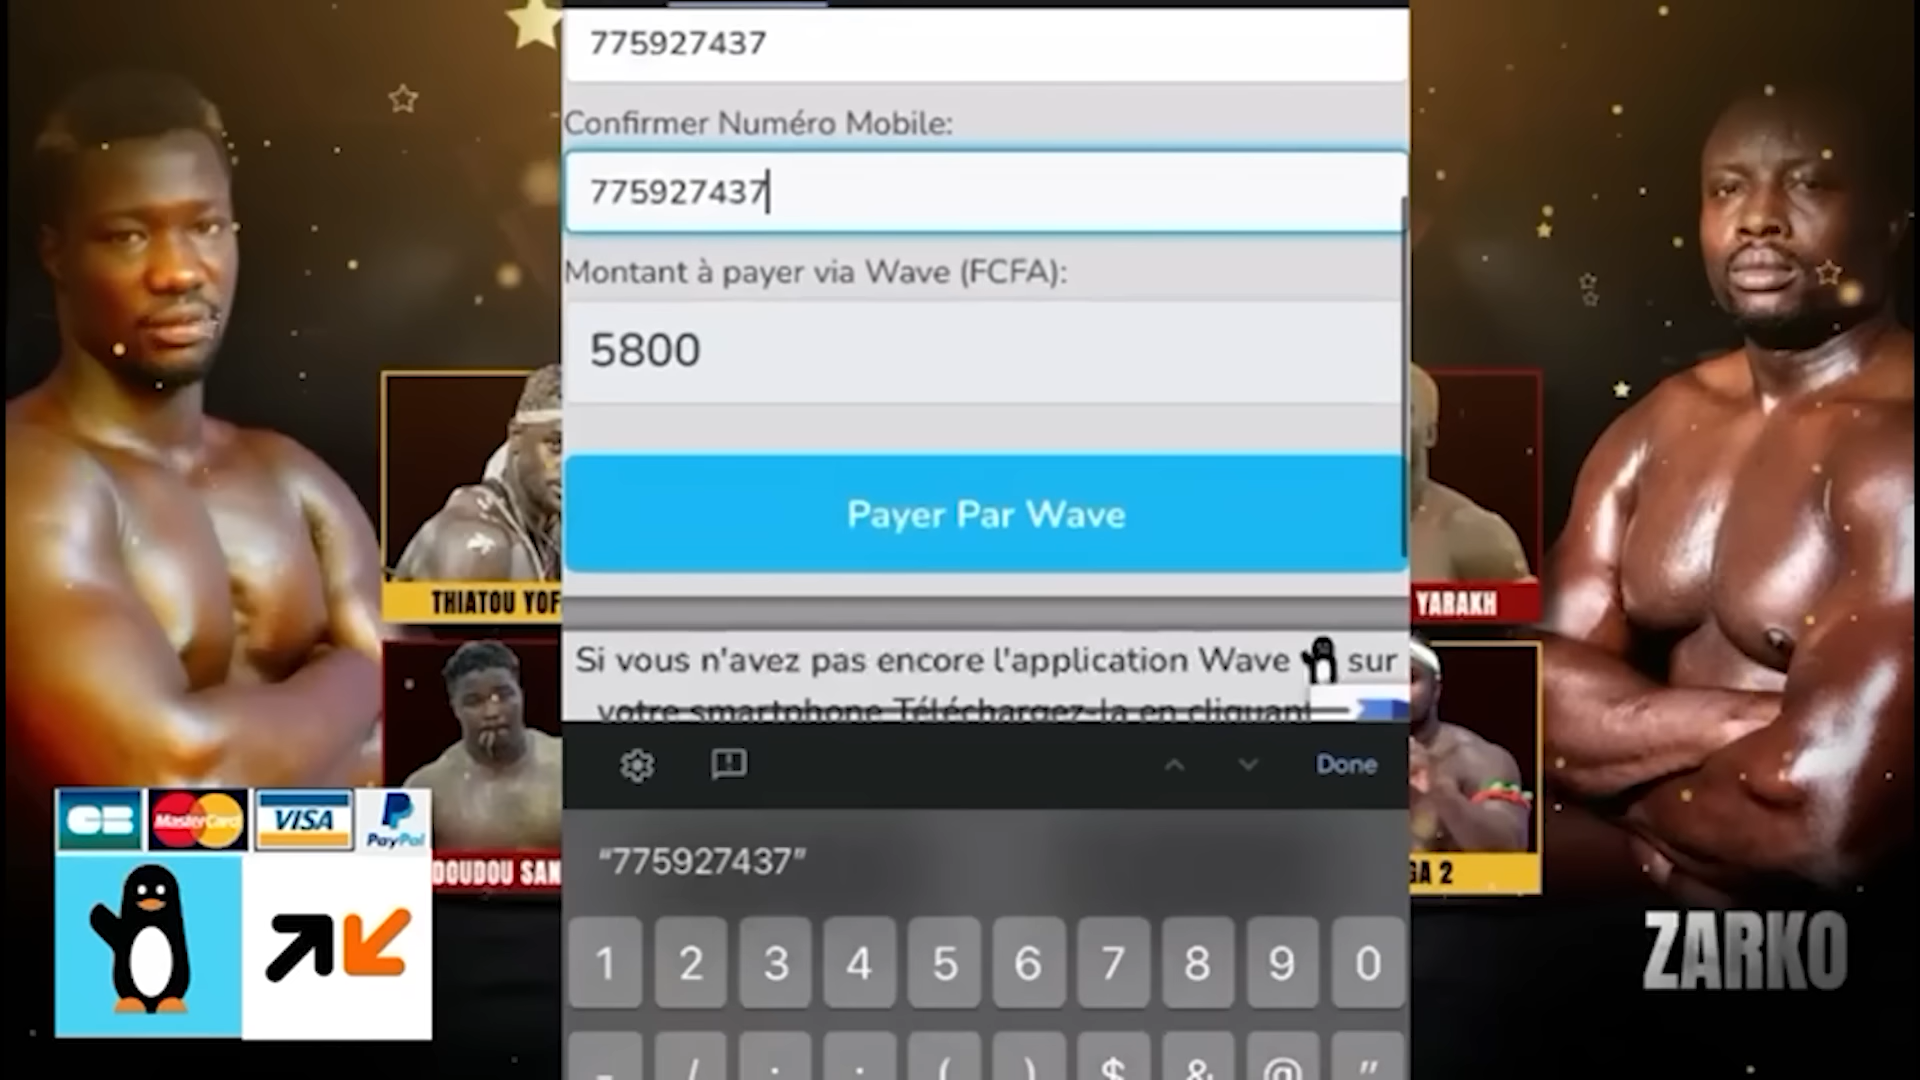 775927437
Confirmer Numéro Mobile:
775927437
Montant à payer via Wave (FCFA):
5800
Payer Par Wave
THIATOU YOF
YARAKH
Si vous n'avez pas encore l'application Wave sur
votre smartphone Téléchargez-la en cliquant
Done
CB
MasterCard
VISA
PayPal
DOUDOU SAN
GA 2
"775927437"
1 2 3 4 5 6 7 8 9 0
ZARKO
- / : ; ( ) $ & @ "